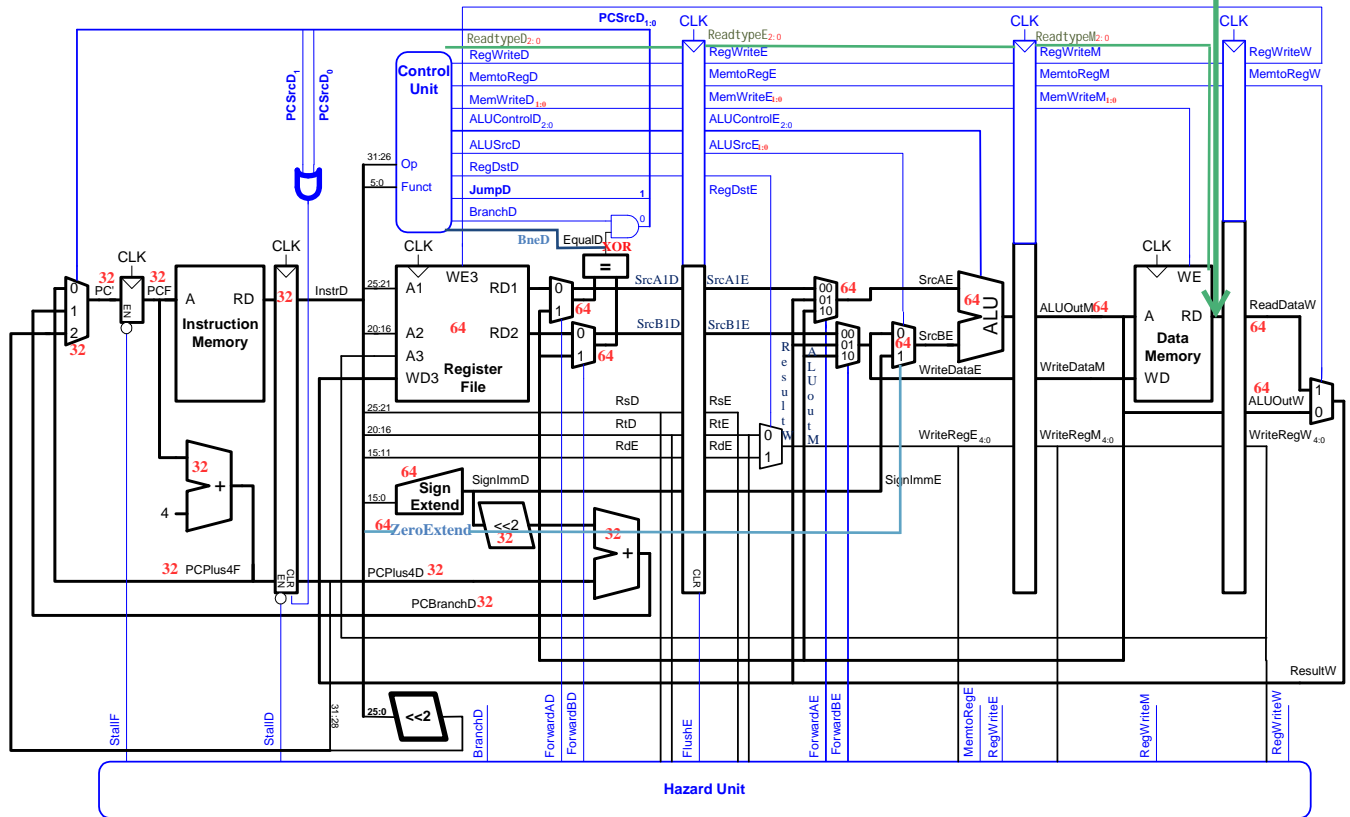 PCSrcD1:0
CLK
CLK
CLK
ReadtypeD2:0
ReadtypeE2:0
ReadtypeM2:0
Control
Unit
RegWriteD
RegWriteE
RegWriteM
RegWriteW
MemtoRegD
MemtoRegE
MemtoRegM
MemtoRegW
MemWriteD1:0
MemWriteE1:0
MemWriteM1:0
ALUControlD2:0
ALUControlE2:0
ALUSrcD
ALUSrcE1:0
RegDstD
RegDstE
JumpD
1
BranchD
0
PCSrcD1
PCSrcD0
31:26
Op
5:0
Funct
BneD
EqualD
XOR
=
CLK
CLK
CLK
CLK
32
PC'
32
PCF
0
1
2
32
EN
A
RD
Instruction
Memory
32
InstrD
25:21
A1
WE3
RD1
20:16
A2
64
RD2
A3
WD3
Register
File
0
1
64
0
1
64
SrcA1D
SrcA1E
SrcB1D
SrcB1E
00
01
10
64
00
01
10
0
64
1
SrcAE
SrcBE
64
ALU
ResultW
ALUoutM
WriteDataE
WriteDataM
ALUOutM 64
WE
A
RD
Data
Memory
WD
ReadDataW
64
64
ALUOutW
1
0
25:21
RsD
RsE
20:16
RtD
RtE
15:11
RdE
RdE
0
1
WriteRegE4:0
WriteRegM4:0
WriteRegW4:0
15:0
64
Sign
Extend
SignImmD
SignImmE
64
ZeroExtend
<<2
32
32
+
4
32
+
32 PCPlus4F
EN
CLR
PCPlus4D 32
PCBranchD 32
CLR
ResultW
25:0
<<2
31:28
StallF
StallD
BranchD
ForwardAD
ForwardBD
FlushE
ForwardAE
ForwardBE
MemtoRegE
RegWriteE
RegWriteM
RegWriteW
Hazard Unit